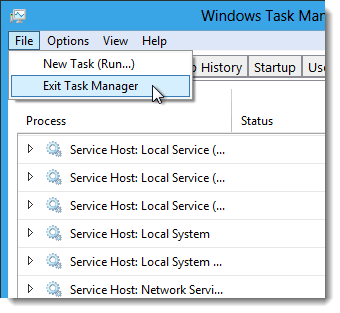 Windows Task Man
File Options View Help
New Task (Run...)
Exit Task Manager
History Startup Use
Process Status
Service Host: Local Service (...
Service Host: Local Service (...
Service Host: Local Service (...
Service Host: Local System
Service Host: Local System ...
Service Host: Network Servi...